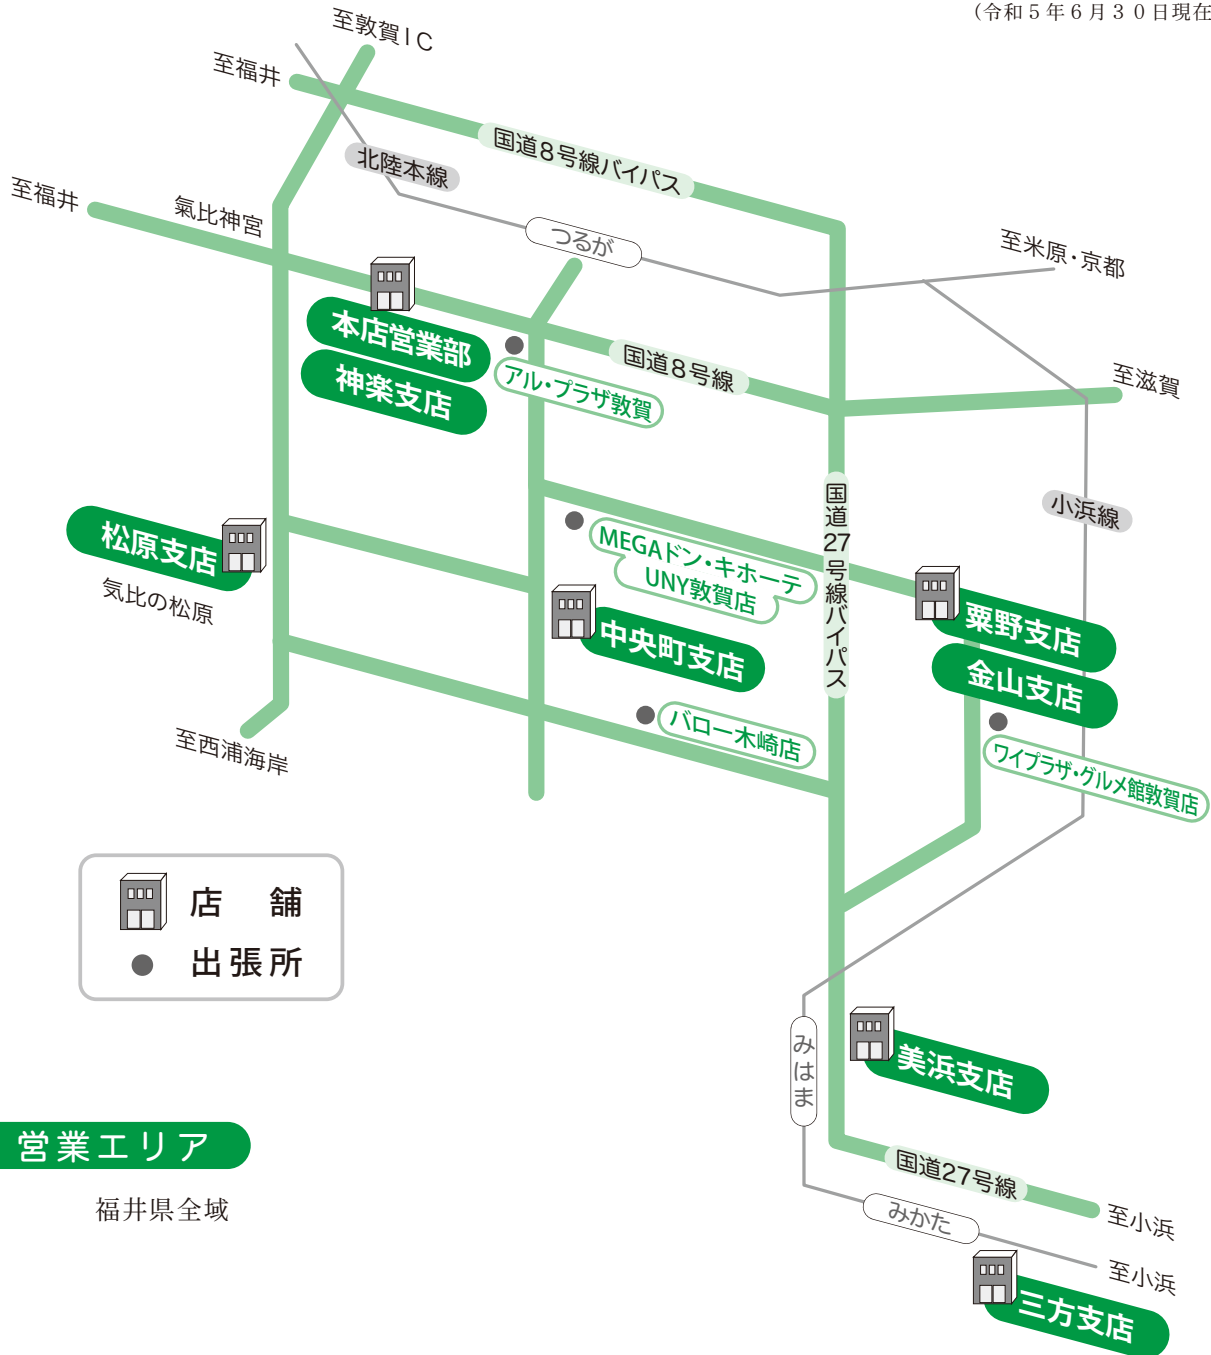 (令和５年６月３０日現在
至敦賀IC
至福井
国道8号線バイパス
北陸本線
至福井
氣比神宮
つるが
至米原・京都
本店営業部
神楽支店
アル・プラザ敦賀
国道8号線
至滋賀
国道27号線バイパス
小浜線
松原支店
気比の松原
MEGAドン・キホーテ
UNY敦賀店
中央町支店
粟野支店
金山支店
バロー木崎店
ワイプラザ・グルメ館敦賀店
至西浦海岸
店　舗
出張所
みはま
美浜支店
営業エリア
福井県全域
国道27号線
至小浜
みかた
至小浜
三方支店